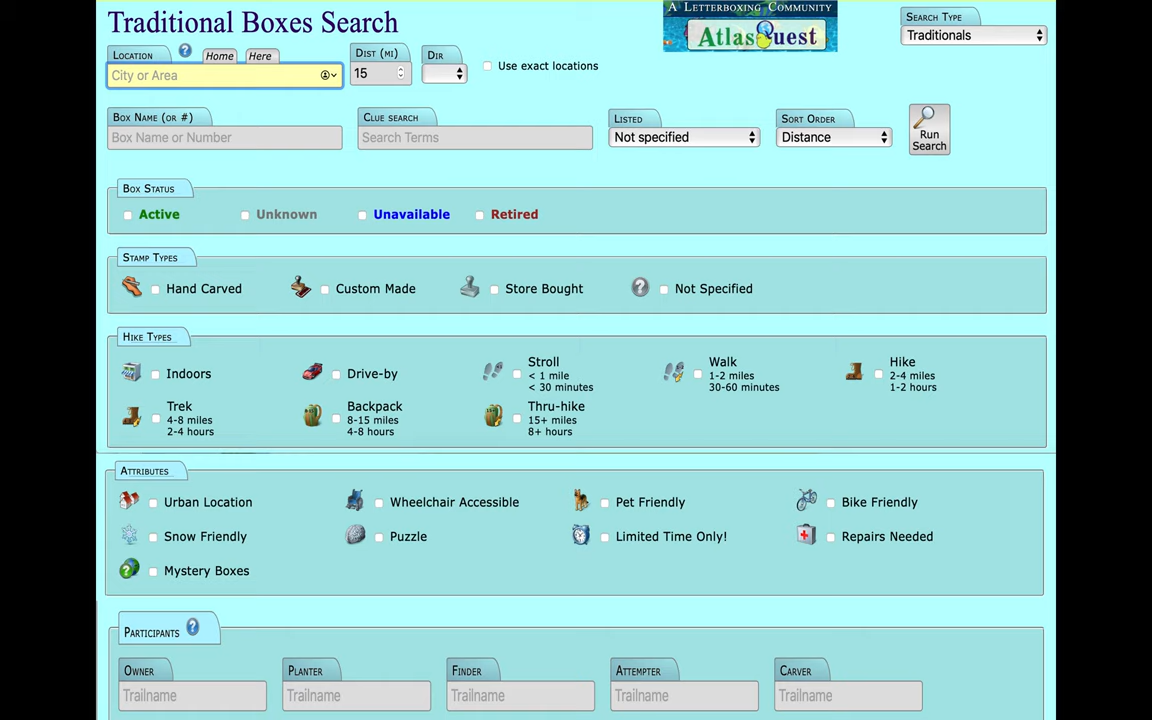 Traditional Boxes Search
A Letterboxing Community
AtlasQuest
Search Type
Traditionals
Location
Home
Here
City or Area
Dist (mi)
15
Dir
Use exact locations
Box Name (or #)
Box Name or Number
Clue search
Search Terms
Listed
Not specified
Sort Order
Distance
Run
Search
Box Status
Active
Unknown
Unavailable
Retired
Stamp Types
Hand Carved
Custom Made
Store Bought
Not Specified
Hike Types
Indoors
Drive-by
Stroll
< 1 mile
< 30 minutes
Walk
1-2 miles
30-60 minutes
Hike
2-4 miles
1-2 hours
Trek
4-8 miles
2-4 hours
Backpack
8-15 miles
4-8 hours
Thru-hike
15+ miles
8+ hours
Attributes
Urban Location
Wheelchair Accessible
Pet Friendly
Bike Friendly
Snow Friendly
Puzzle
Limited Time Only!
Repairs Needed
Mystery Boxes
Participants
Owner
Trailname
Planter
Trailname
Finder
Trailname
Attempter
Trailname
Carver
Trailname